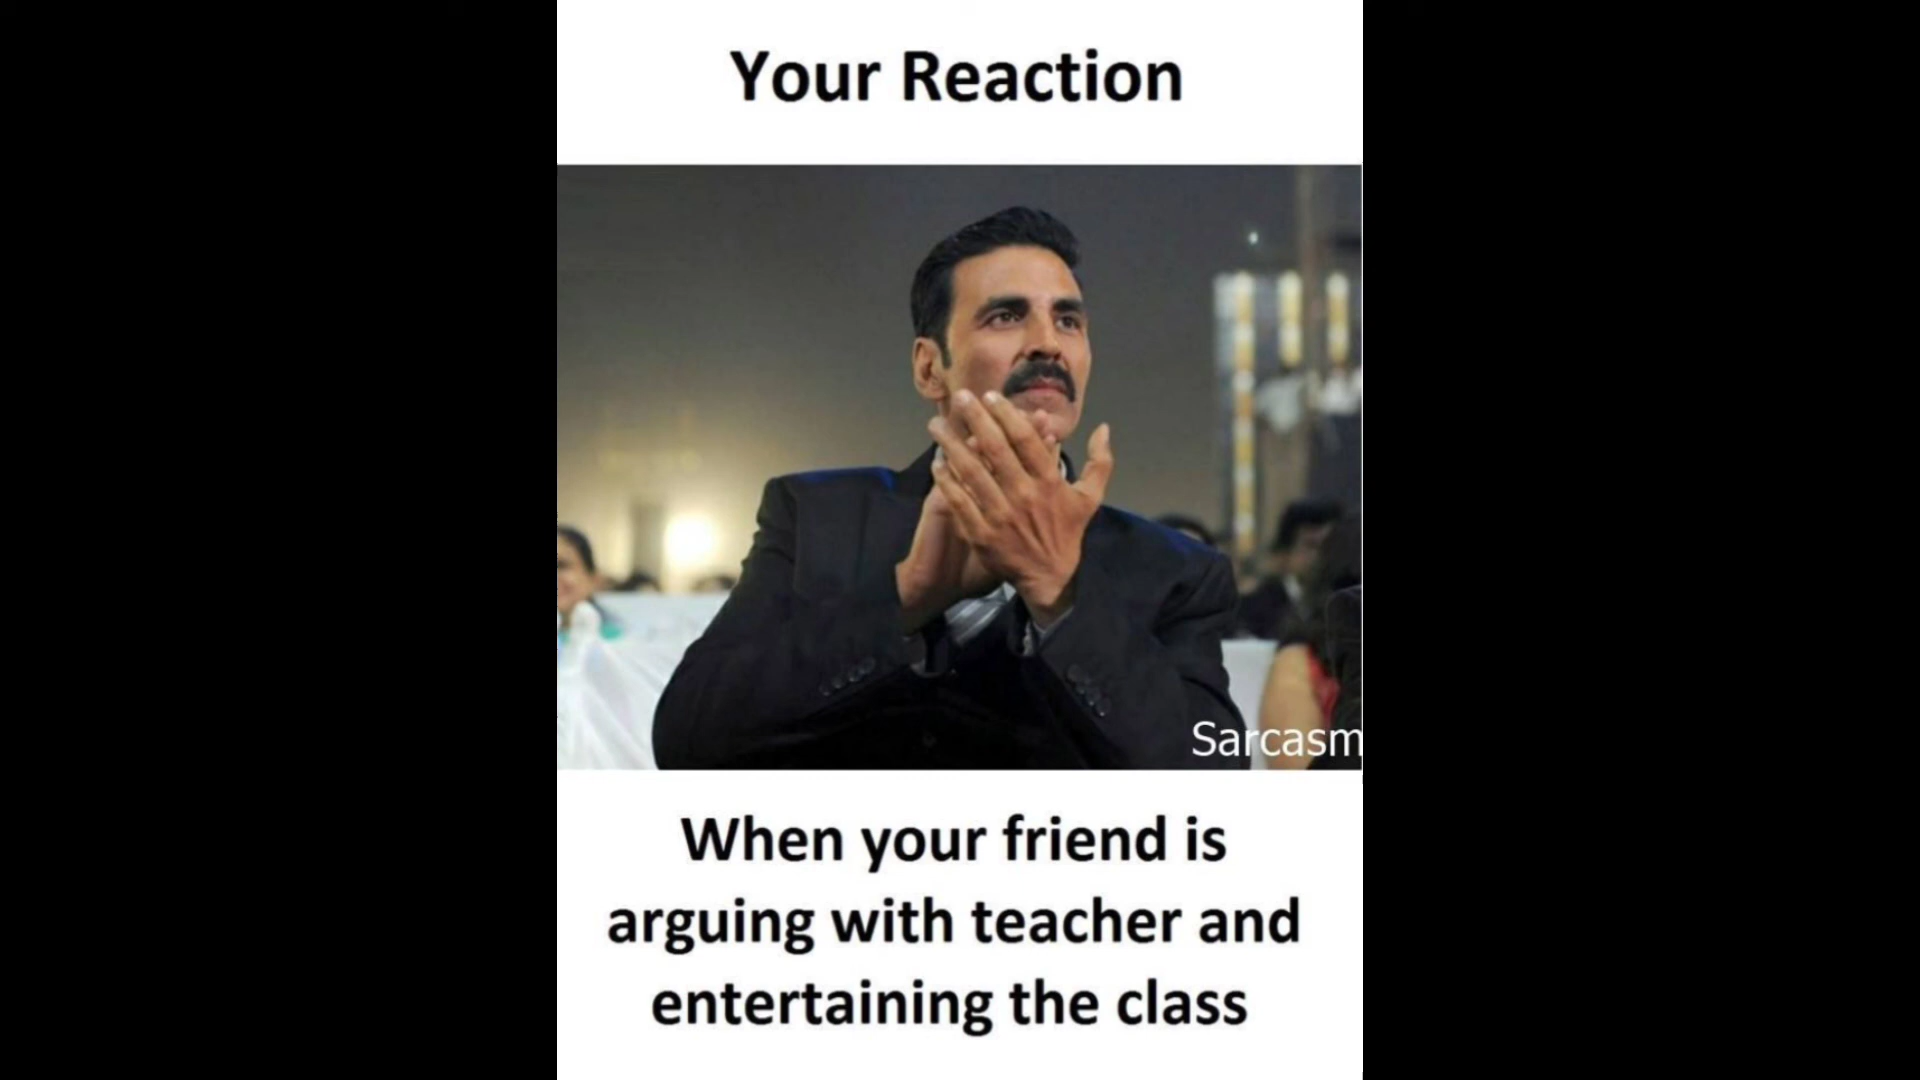 Your Reaction
Sarcasm
When your friend is
arguing with teacher and
entertaining the class